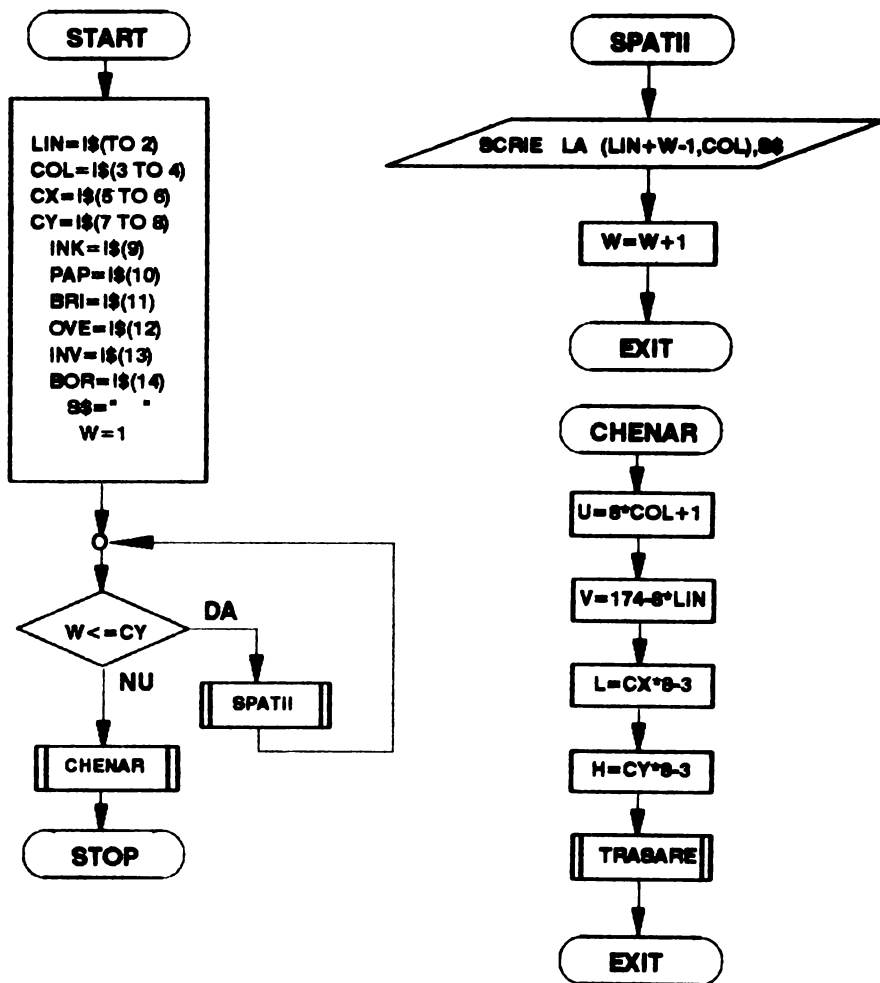 START
LIN=I$(TO 2)
COL=I$(3 TO 4)
CX=I$(5 TO 6)
CY=I$(7 TO 8)
INK=I$(9)
PAP=I$(10)
BRI=I$(11)
OVE=I$(12)
INV=I$(13)
BOR=I$(14)
S$=" "
W=1
W<=CY
DA
NU
SPATII
CHENAR
STOP
SPATII
SCRIE LA (LIN+W-1,COL),S$
W=W+1
EXIT
CHENAR
U=8*COL+1
V=174-8*LIN
L=CX*8-3
H=CY*8-3
TRASARE
EXIT